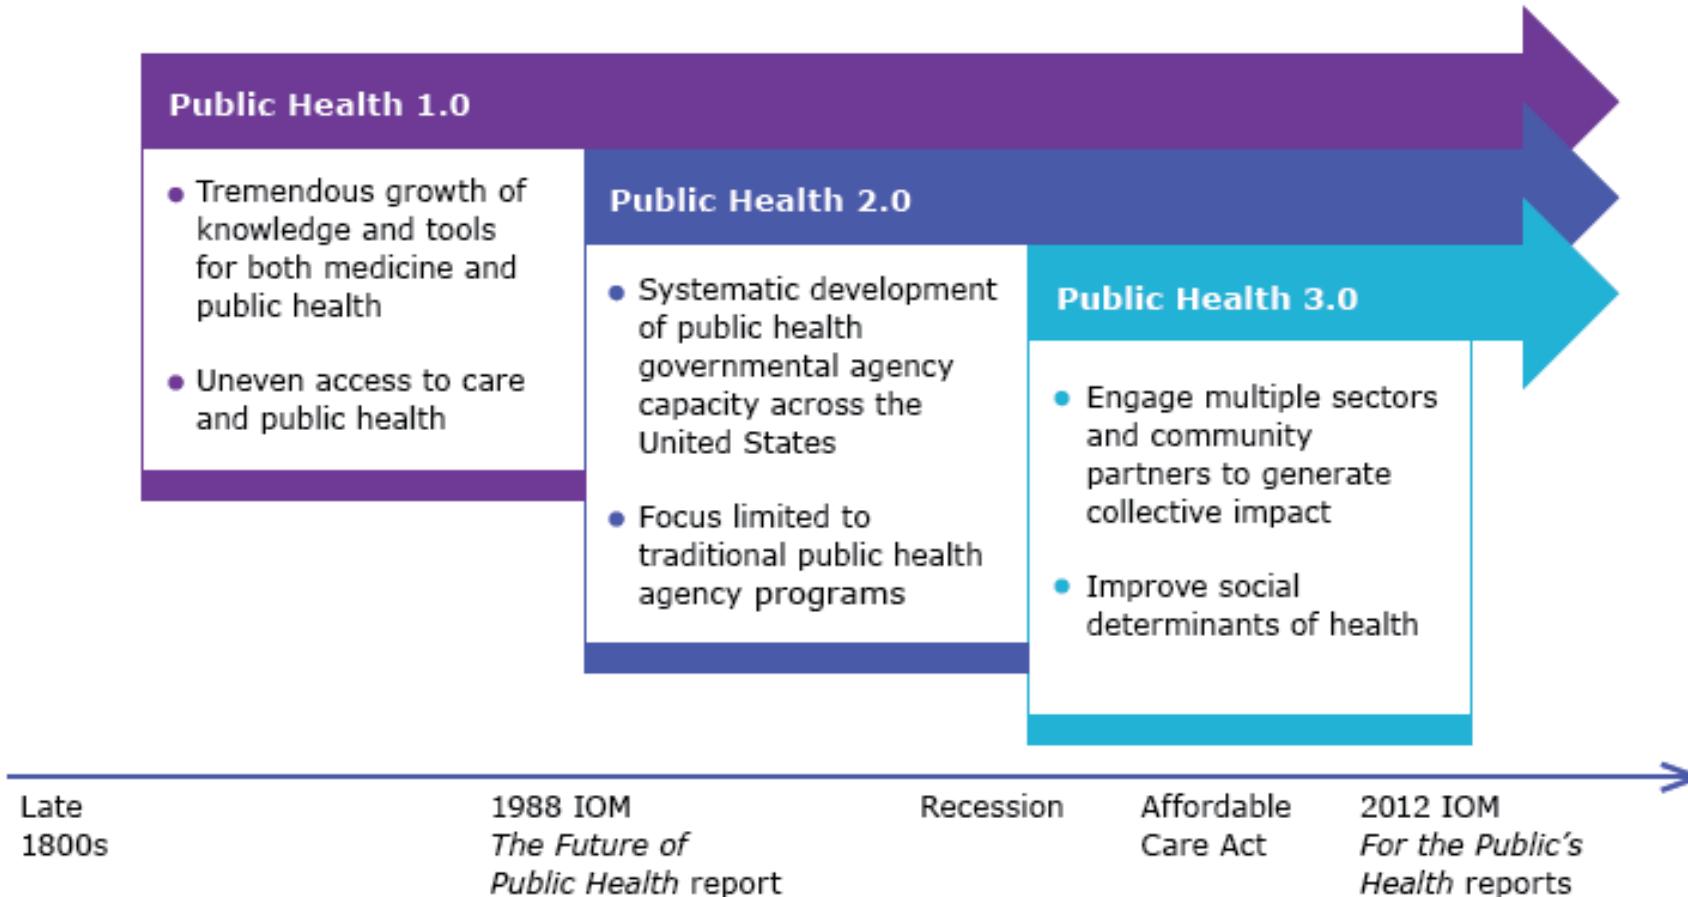 Public Health 1.0
• Tremendous growth of
knowledge and tools
for both medicine and
public health
• Uneven access to care
and public health
Public Health 2.0
• Systematic development
of public health
governmental agency
capacity across the
United States
• Focus limited to
traditional public health
agency programs
Public Health 3.0
• Engage multiple sectors
and community
partners to generate
collective impact
• Improve social
determinants of health
Late
1800s
1988 IOM
The Future of
Public Health report
Recession
Affordable
Care Act
2012 IOM
For the Public’s
Health reports